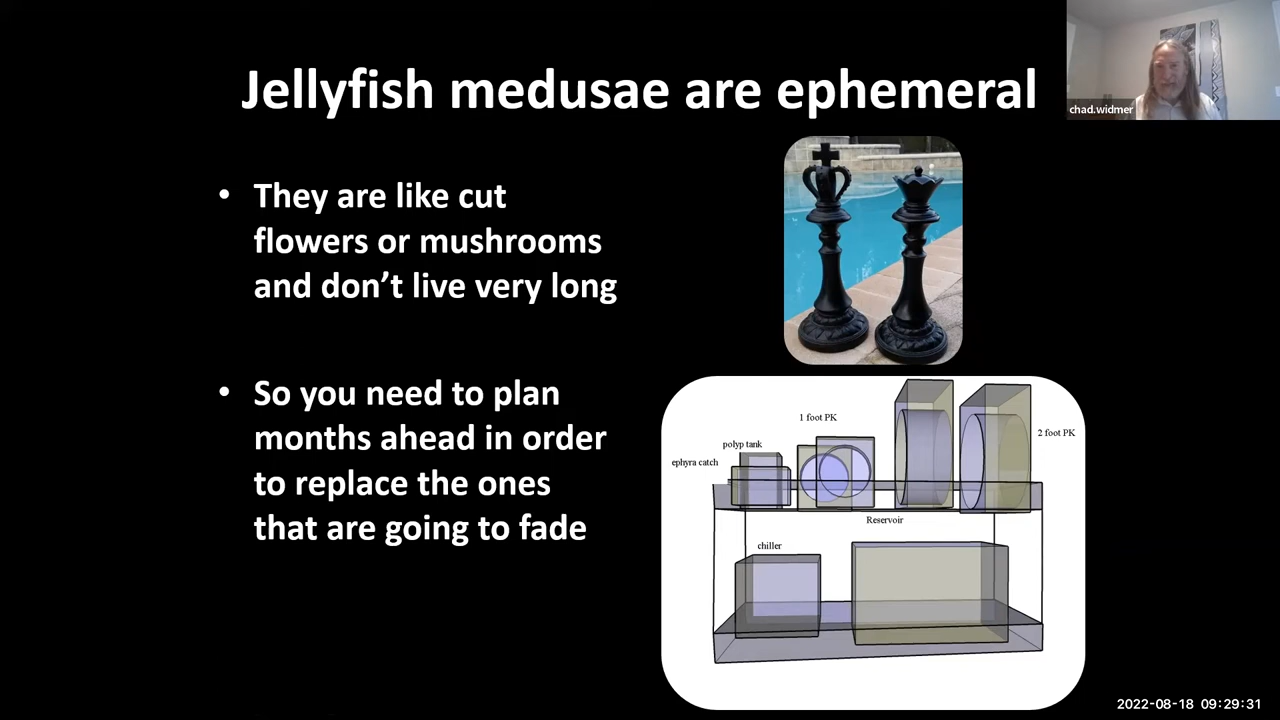 Jellyfish medusae are ephemeral
chad.widmer
• They are like cut
flowers or mushrooms
and don’t live very long
• So you need to plan
months ahead in order
to replace the ones
that are going to fade
1 foot PK
2 foot PK
polyp tank
ephyra catch
Reservoir
chiller
2022-08-18 09:29:31